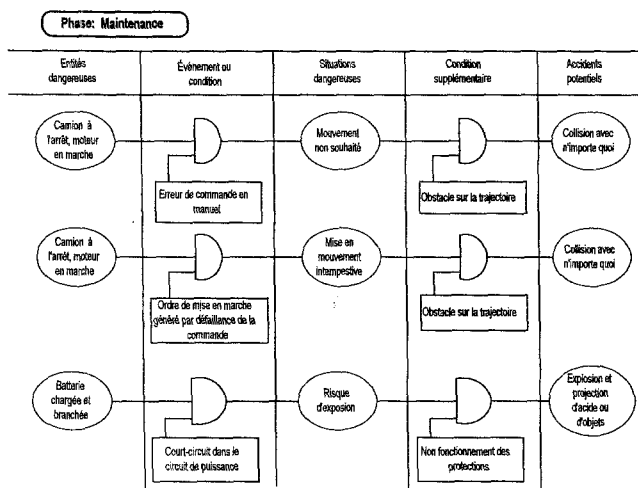 Phase: Maintenance
Entités
dangereuses
Évènement ou
condition
Situations
dangereuses
Condition
supplémentaire
Accidents
potentiels
Camion à
l'arrêt, moteur
en marche
Mouvement
non souhaité
Collision avec
n'importe quoi
Erreur de commande en
manuel
Obstacle sur la trajectoire
Camion à
l'arrêt, moteur
en marche
Mise en
mouvement
intempestive
Collision avec
n'importe quoi
Ordre de mise en marche
généré par défaillance de la
commande
Obstacle sur la trajectoire
Batterie
chargée et
branchée
Risque
d'exposion
Explosion et
projection
d'acide ou
d'objets
Court-circuit dans le
circuit de puissance
Non fonctionnement des
protections.